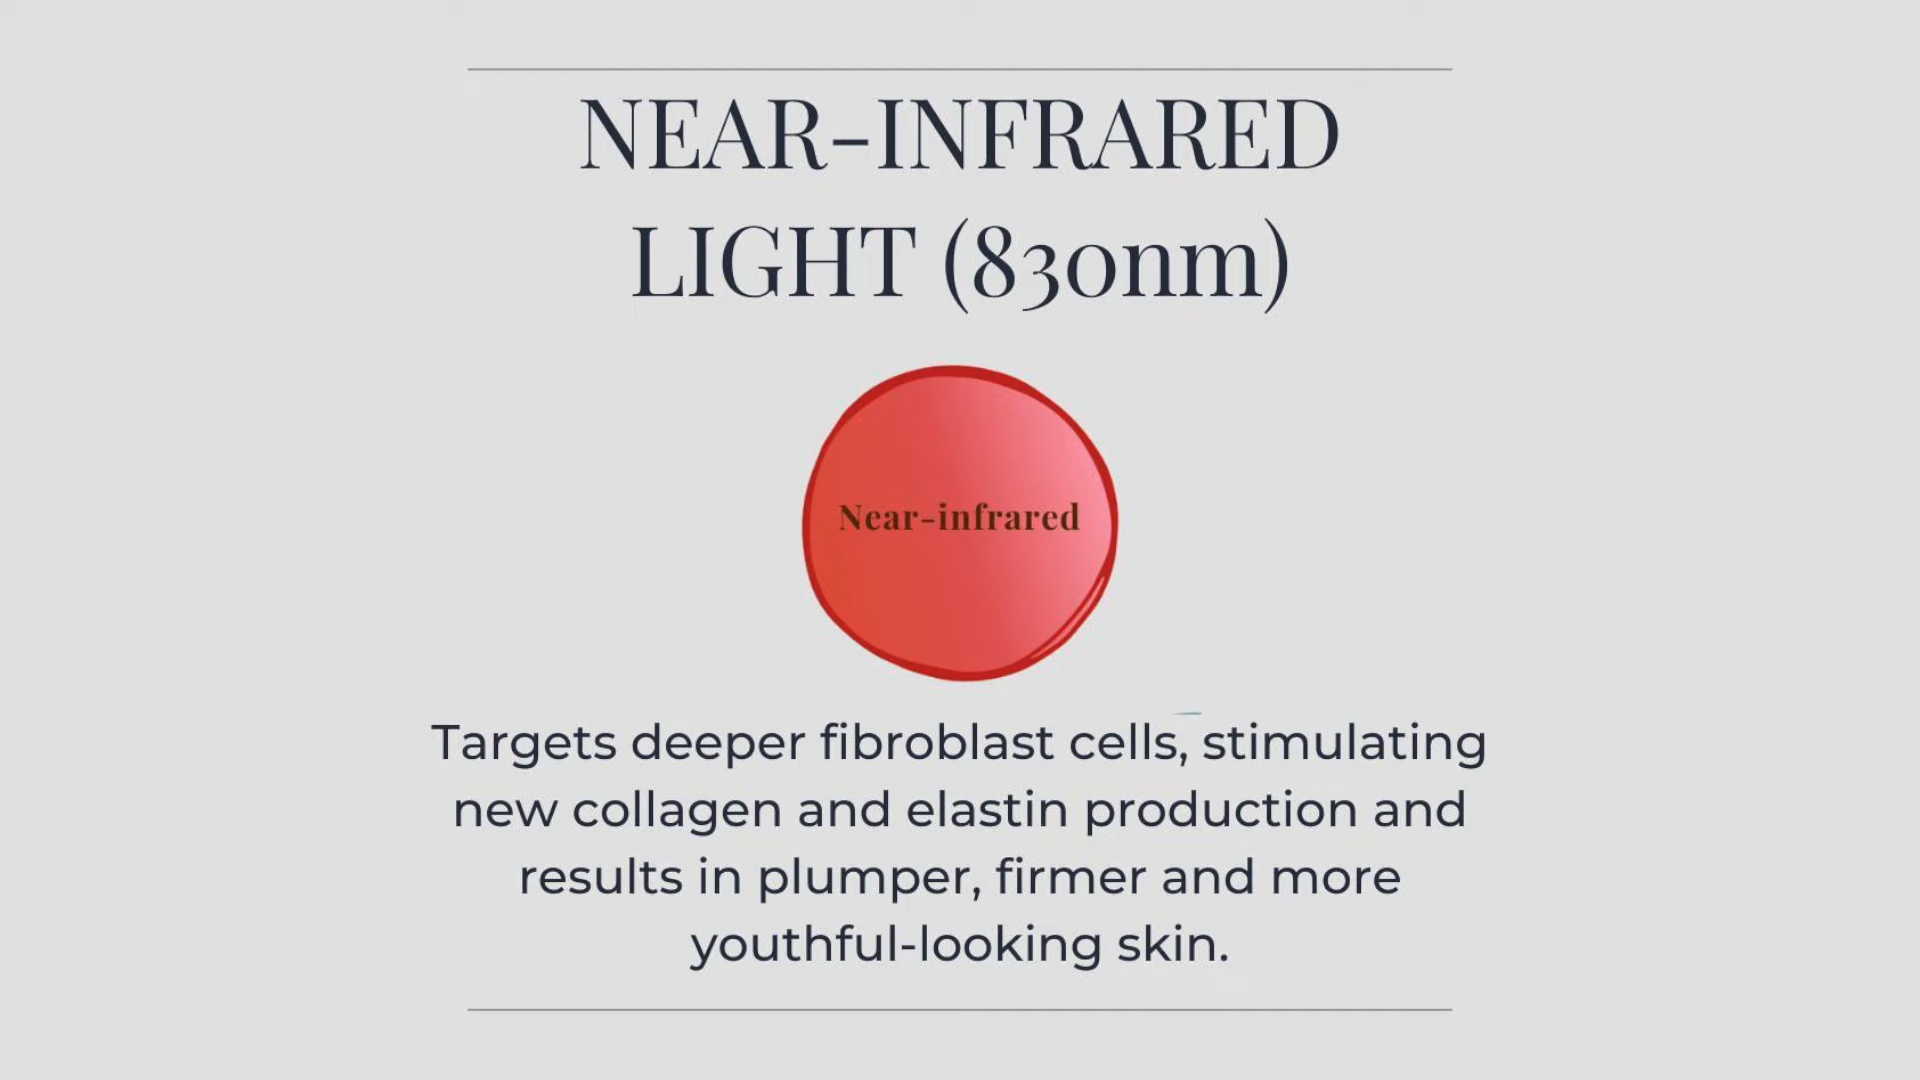 NEAR-INFRARED
LIGHT (830nm)
Near-infrared
Targets deeper fibroblast cells, stimulating
new collagen and elastin production and
results in plumper, firmer and more
youthful-looking skin.